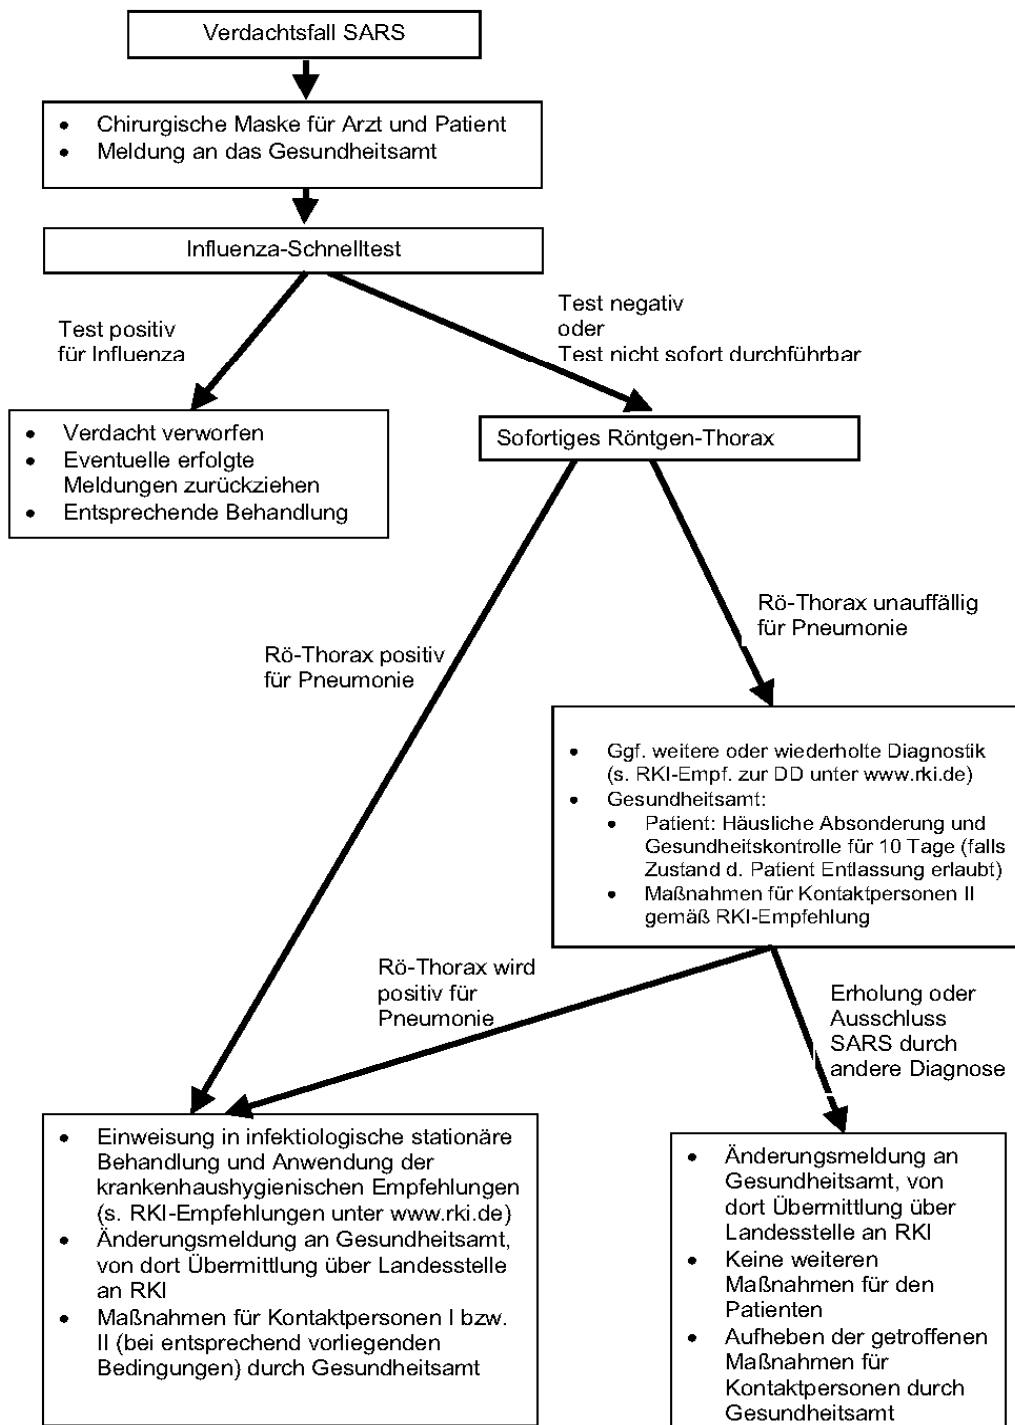 Verdachtsfall SARS
• Chirurgische Maske für Arzt und Patient
• Meldung an das Gesundheitsamt
Influenza-Schnelltest
Test positiv
für Influenza
Test negativ
oder
Test nicht sofort durchführbar
• Verdacht verworfen
• Eventuelle erfolgte
Meldungen zurückziehen
• Entsprechende Behandlung
Sofortiges Röntgen-Thorax
Rö-Thorax positiv
für Pneumonie
Rö-Thorax unauffällig
für Pneumonie
• Ggf. weitere oder wiederholte Diagnostik
(s. RKI-Empf. zur DD unter www.rki.de)
• Gesundheitsamt:
• Patient: Häusliche Absonderung und
Gesundheitskontrolle für 10 Tage (falls
Zustand d. Patient Entlassung erlaubt)
• Maßnahmen für Kontaktpersonen II
gemäß RKI-Empfehlung
Rö-Thorax wird
positiv für
Pneumonie
Erholung oder
Ausschluss
SARS durch
andere Diagnose
• Einweisung in infektiologische stationäre
Behandlung und Anwendung der
krankenhaushygienischen Empfehlungen
(s. RKI-Empfehlungen unter www.rki.de)
• Änderungsmeldung an Gesundheitsamt,
von dort Übermittlung über Landesstelle
an RKI
• Maßnahmen für Kontaktpersonen I bzw.
II (bei entsprechend vorliegenden
Bedingungen) durch Gesundheitsamt
• Änderungsmeldung an
Gesundheitsamt, von
dort Übermittlung über
Landesstelle an RKI
• Keine weiteren
Maßnahmen für den
Patienten
• Aufheben der getroffenen
Maßnahmen für
Kontaktpersonen durch
Gesundheitsamt